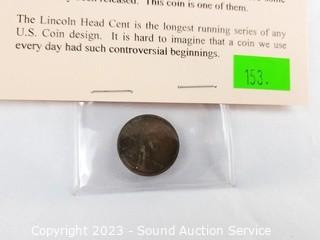 been released. This coin is one of them.
The Lincoln Head Cent is the longest running series of any
U.S. Coin design. It is hard to imagine that a coin we use
every day had such controversial beginnings.
153.
Copyright 2023 - Sound Auction Service